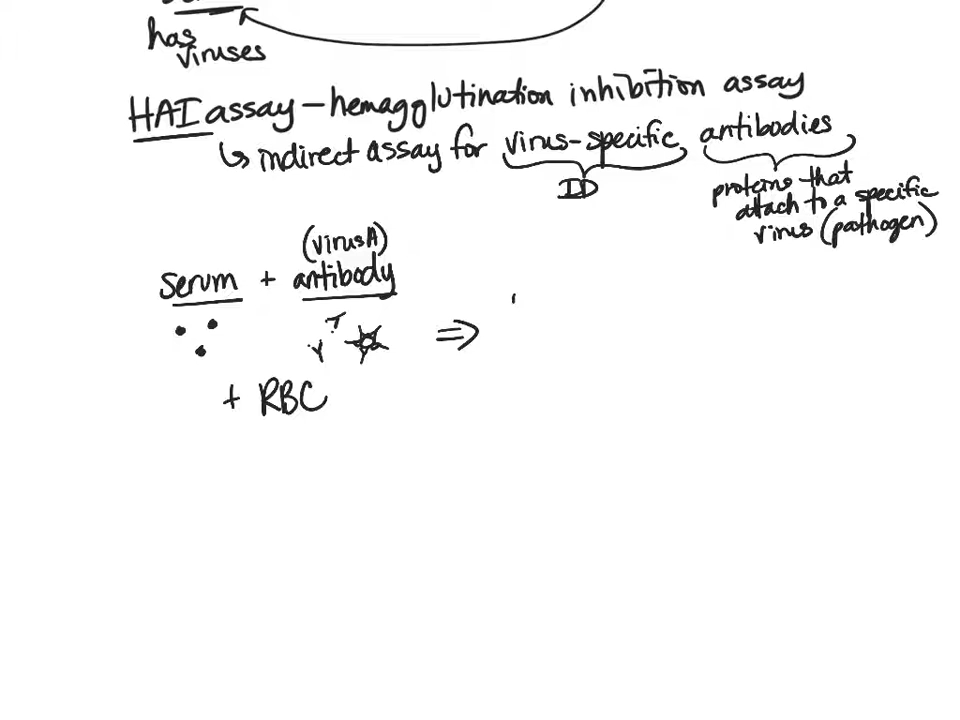 has
viruses
HAI assay - hemagglutination inhibition assay
↳ indirect assay for virus-specific antibodies
ID
proteins that
attach to a specific
virus (pathogen)
(virus A)
serum + antibody
⇒
+ RBC